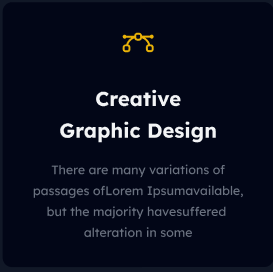 Creative
Graphic Design
There are many variations of
passages ofLorem Ipsumavailable,
but the majority havesuffered
alteration in some